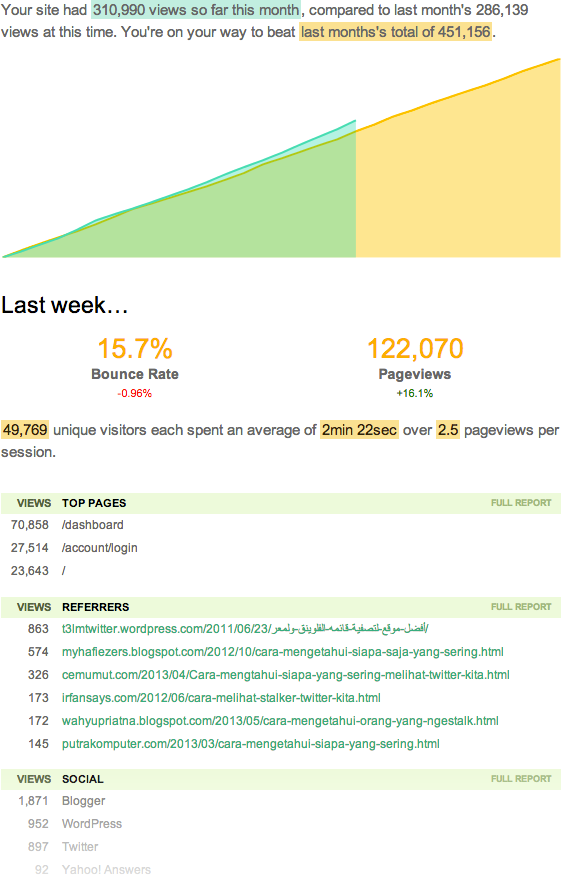 Your site had 310,990 views so far this month, compared to last month's 286,139
views at this time. You're on your way to beat last months's total of 451,156.
Last week…
15.7% 122,070
Bounce Rate Pageviews
-0.96% +16.1%
49,769 unique visitors each spent an average of 2min 22sec over 2.5 pageviews per
session.
VIEWS TOP PAGES FULL REPORT
70,858 /dashboard
27,514 /account/login
23,643 /
VIEWS REFERRERS FULL REPORT
863 t3lmtwitter.wordpress.com/2011/06/23/أفضل-موقع-لتصفية-قائمه-الفلوينق-ولمعر/
574 myhafiezers.blogspot.com/2012/10/cara-mengetahui-siapa-saja-yang-sering.html
326 cemumut.com/2013/04/Cara-mengtahui-siapa-yang-sering-melihat-twitter-kita.html
173 irfansays.com/2012/06/cara-melihat-stalker-twitter-kita.html
172 wahyupriatna.blogspot.com/2013/05/cara-mengetahui-orang-yang-ngestalk.html
145 putrakomputer.com/2013/03/cara-mengetahui-siapa-yang-sering.html
VIEWS SOCIAL FULL REPORT
1,871 Blogger
952 WordPress
897 Twitter
92 Yahoo! Answers